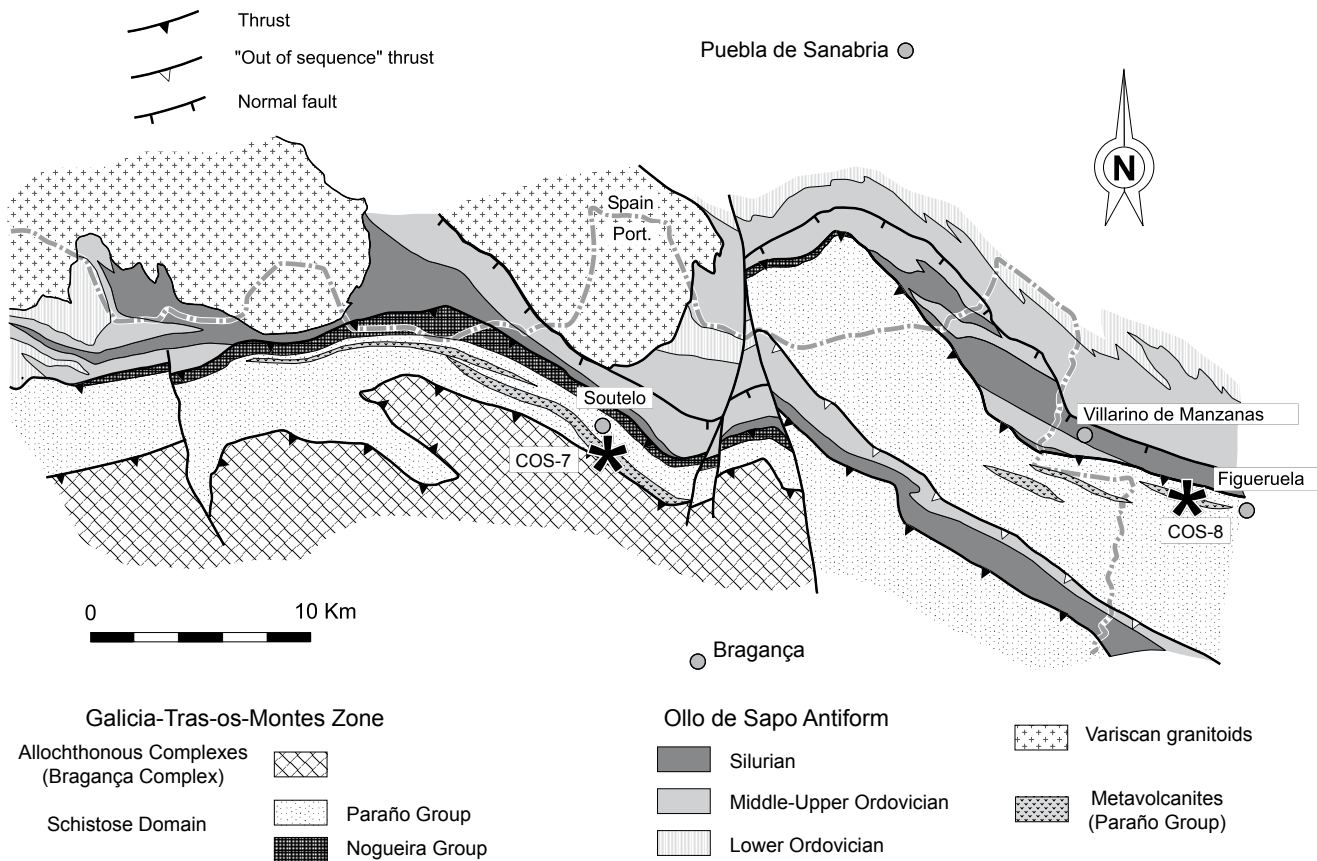 Thrust
"Out of sequence" thrust
Normal fault
Puebla de Sanabria
N
Spain
Port.
Soutelo
COS-7
Villarino de Manzanas
Figueruela
COS-8
0
10 Km
Bragança
Galicia-Tras-os-Montes Zone
Allochthonous Complexes
(Bragança Complex)
Schistose Domain
Paraño Group
Nogueira Group
Ollo de Sapo Antiform
Silurian
Middle-Upper Ordovician
Lower Ordovician
Variscan granitoids
Metavolcanites
(Paraño Group)